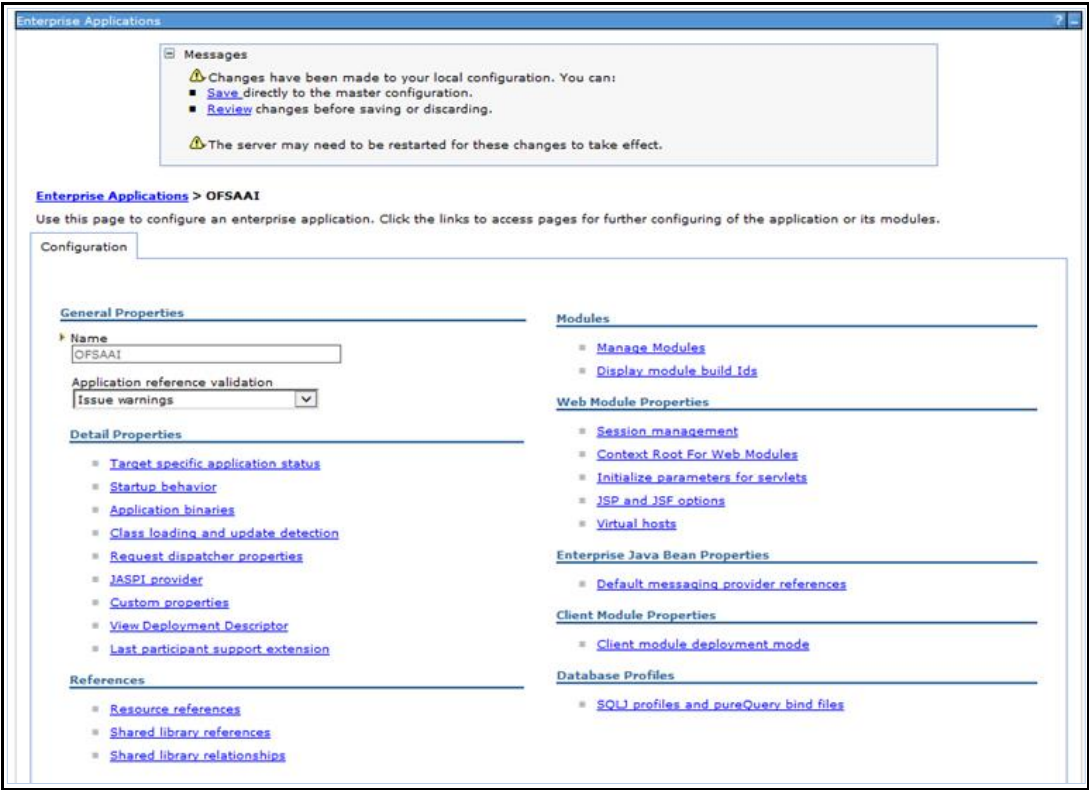 Enterprise Applications ? –
Messages
Changes have been made to your local configuration. You can:
Save directly to the master configuration.
Review changes before saving or discarding.
The server may need to be restarted for these changes to take effect.
Enterprise Applications > OFSAAI
Use this page to configure an enterprise application. Click the links to access pages for further configuring of the application or its modules.
Configuration
General Properties
Name
OFSAAI
Application reference validation
Issue warnings
Detail Properties
Target specific application status
Startup behavior
Application binaries
Class loading and update detection
Request dispatcher properties
JASPI provider
Custom properties
View Deployment Descriptor
Last participant support extension
References
Resource references
Shared library references
Shared library relationships
Modules
Manage Modules
Display module build Ids
Web Module Properties
Session management
Context Root For Web Modules
Initialize parameters for servlets
JSP and JSF options
Virtual hosts
Enterprise Java Bean Properties
Default messaging provider references
Client Module Properties
Client module deployment mode
Database Profiles
SQLJ profiles and pureQuery bind files